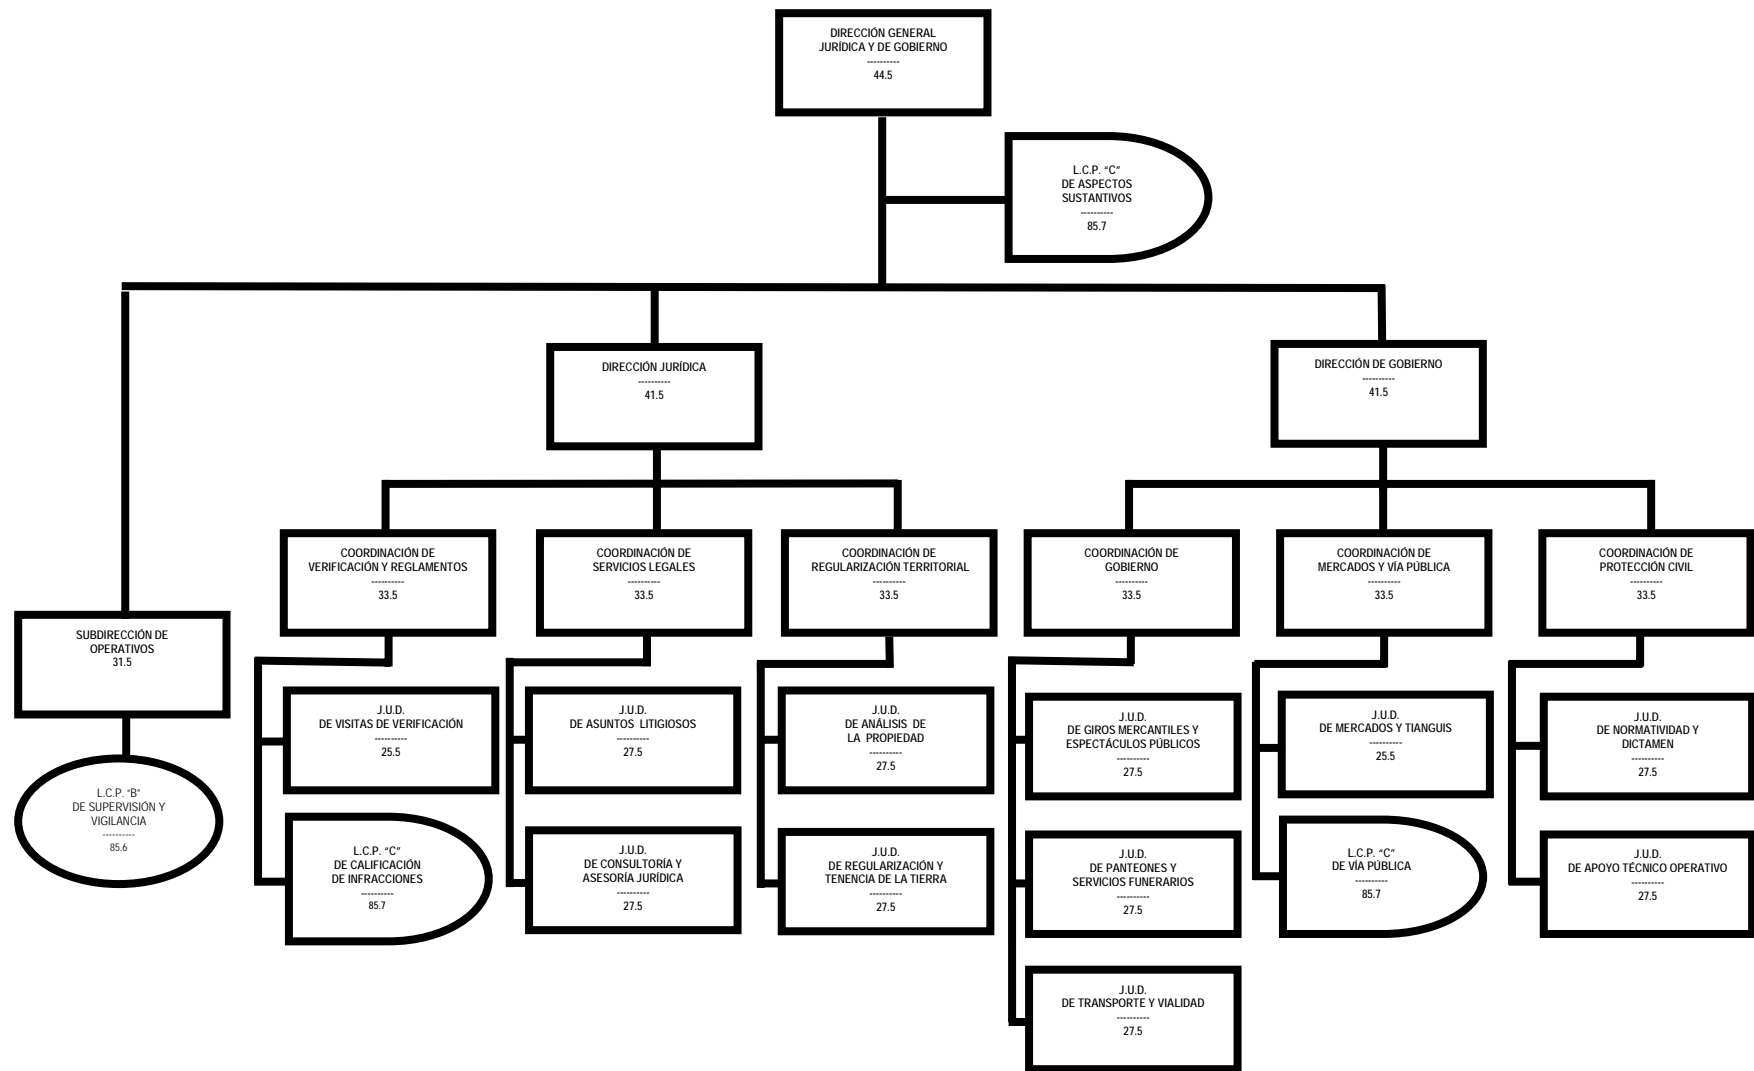 DIRECCIÓN GENERAL
JURÍDICA Y DE GOBIERNO
----------
44.5
L.C.P. “C”
DE ASPECTOS
SUSTANTIVOS
----------
85.7
DIRECCIÓN JURÍDICA
----------
41.5
DIRECCIÓN DE GOBIERNO
----------
41.5
COORDINACIÓN DE
VERIFICACIÓN Y REGLAMENTOS
----------
33.5
COORDINACIÓN DE
SERVICIOS LEGALES
----------
33.5
COORDINACIÓN DE
REGULARIZACIÓN TERRITORIAL
----------
33.5
COORDINACIÓN DE
GOBIERNO
----------
33.5
COORDINACIÓN DE
MERCADOS Y VÍA PÚBLICA
----------
33.5
COORDINACIÓN DE
PROTECCIÓN CIVIL
----------
33.5
SUBDIRECCIÓN DE
OPERATIVOS
31.5
L.C.P. “B”
DE SUPERVISIÓN Y
VIGILANCIA
----------
85.6
J.U.D.
DE VISITAS DE VERIFICACIÓN
----------
25.5
L.C.P. “C”
DE CALIFICACIÓN
DE INFRACCIONES
----------
85.7
J.U.D.
DE ASUNTOS LITIGIOSOS
----------
27.5
J.U.D.
DE CONSULTORÍA Y
ASESORÍA JURÍDICA
----------
27.5
J.U.D.
DE ANÁLISIS DE
LA PROPIEDAD
----------
27.5
J.U.D.
DE REGULARIZACIÓN Y
TENENCIA DE LA TIERRA
----------
27.5
J.U.D.
DE GIROS MERCANTILES Y
ESPECTÁCULOS PÚBLICOS
----------
27.5
J.U.D.
DE PANTEONES Y
SERVICIOS FUNERARIOS
----------
27.5
J.U.D.
DE TRANSPORTE Y VIALIDAD
----------
27.5
J.U.D.
DE MERCADOS Y TIANGUIS
----------
25.5
L.C.P. “C”
DE VÍA PÚBLICA
----------
85.7
J.U.D.
DE NORMATIVIDAD Y
DICTAMEN
----------
27.5
J.U.D.
DE APOYO TÉCNICO OPERATIVO
----------
27.5